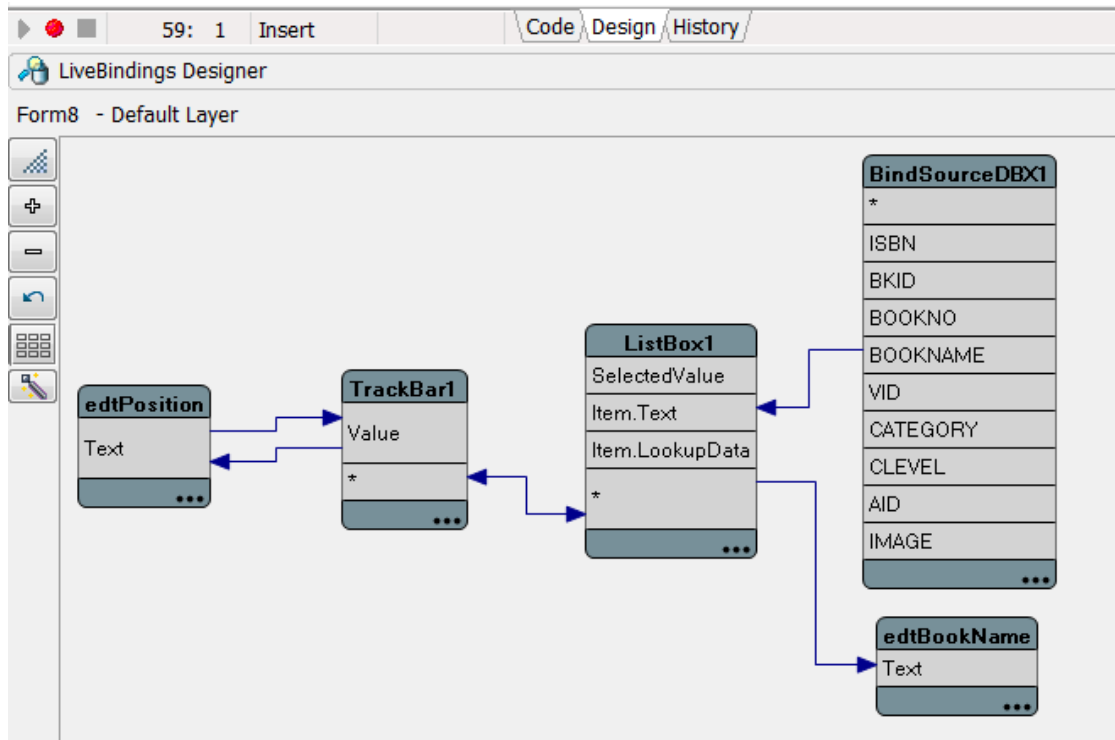 59: 1 Insert Code Design History
LiveBindings Designer
Form8 - Default Layer
edtPosition
Text
TrackBar1
Value
*
ListBox1
SelectedValue
Item.Text
Item.LookupData
*
BindSourceDBX1
*
ISBN
BKID
BOOKNO
BOOKNAME
VID
CATEGORY
CLEVEL
AID
IMAGE
edtBookName
Text